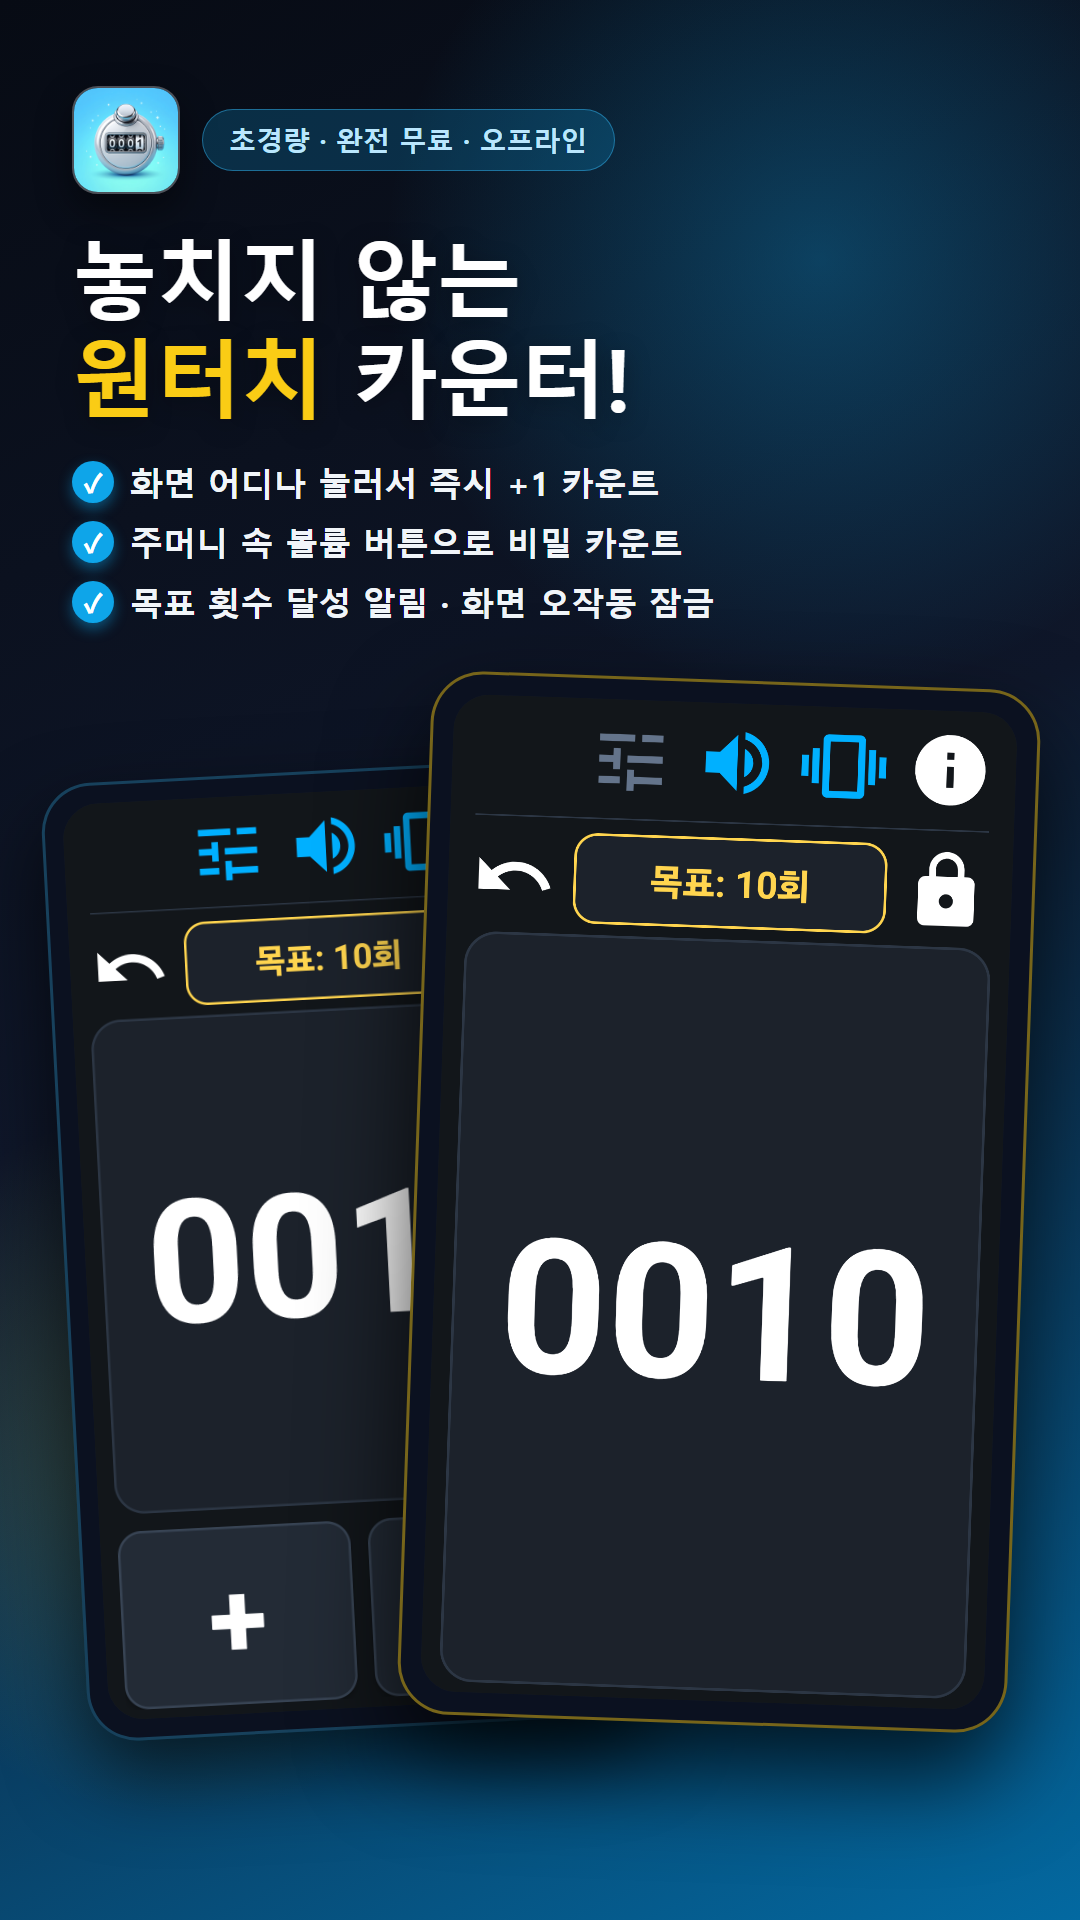 0001
초경량 · 완전 무료 · 오프라인
놓치지 않는
원터치 카운터!
화면 어디나 눌러서 즉시 +1 카운트
주머니 속 볼륨 버튼으로 비밀 카운트
목표 횟수 달성 알림 · 화면 오작동 잠금
목표: 10회
001
+
목표: 10회
0010